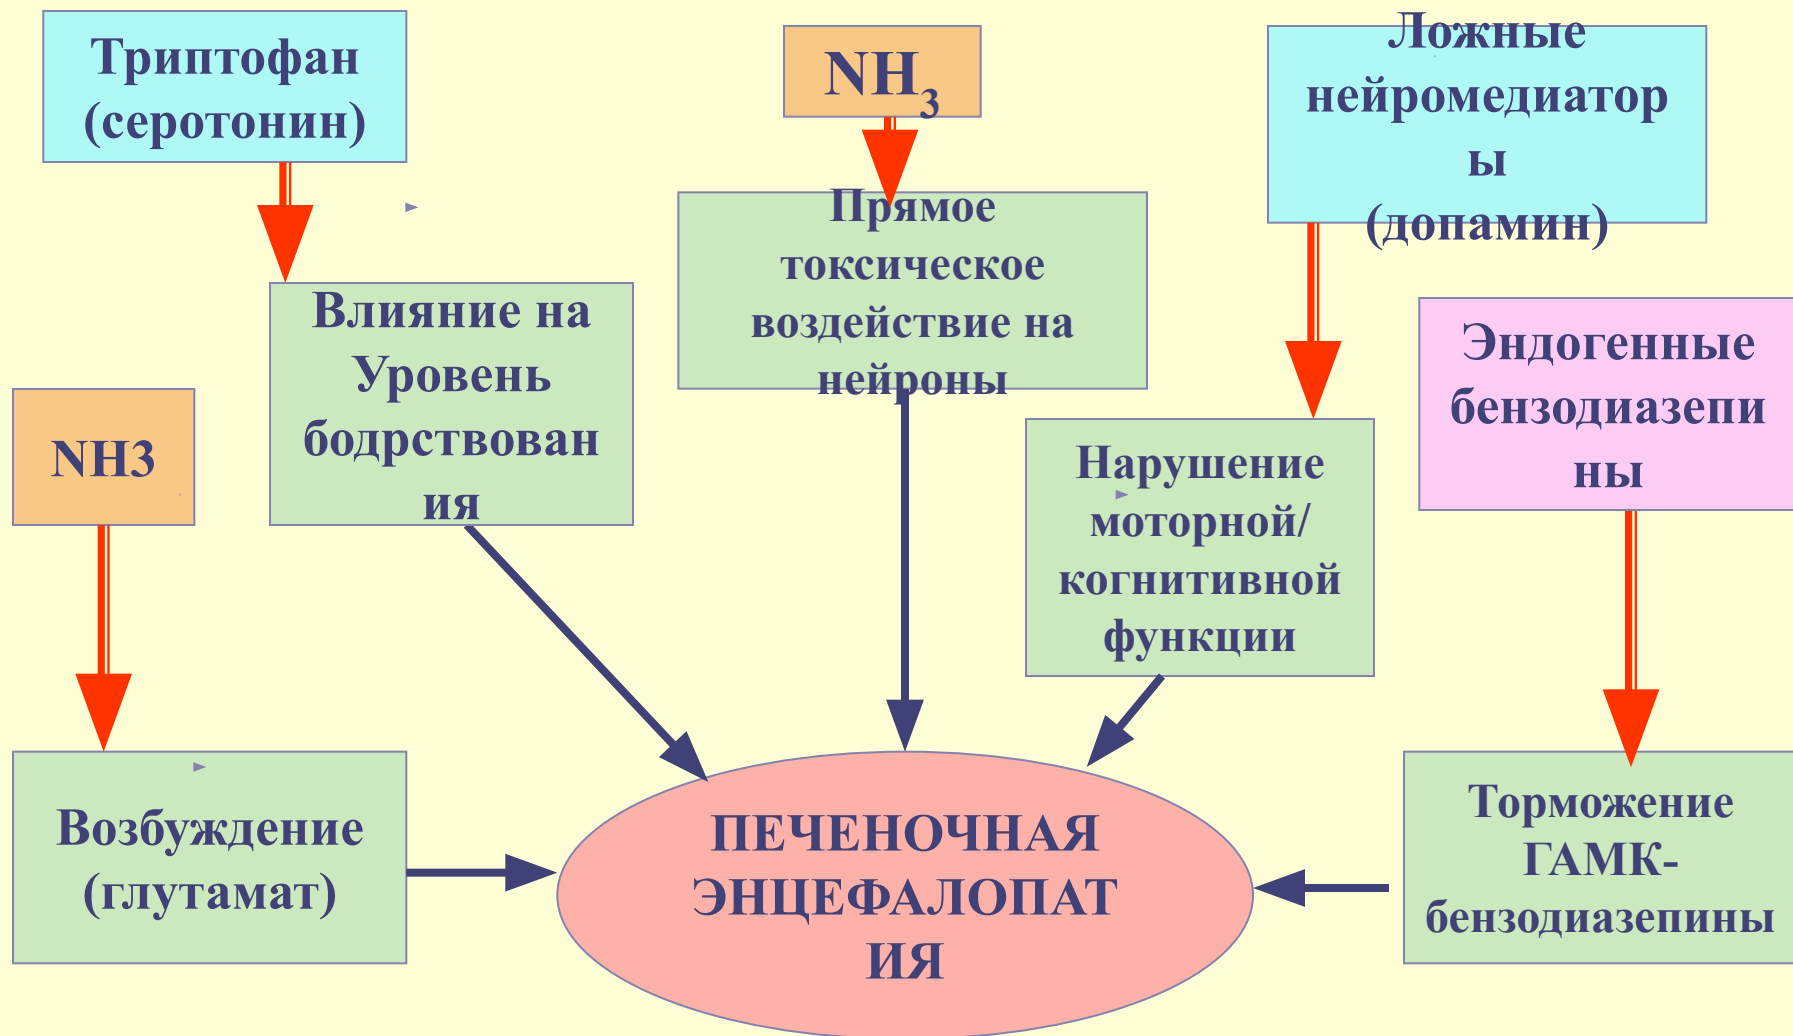 Триптофан
(серотонин)
NH3
Ложные
нейромедиатор
ы
(допамин)
Прямое
токсическое
воздействие на
нейроны
Влияние на
Уровень
бодрствован
ия
Эндогенные
бензодиазепи
ны
NH3
Нарушение
моторной/
когнитивной
функции
Возбуждение
(глутамат)
ПЕЧЕНОЧНАЯ
ЭНЦЕФАЛОПАТ
ИЯ
Торможение
ГАМК-
бензодиазепины